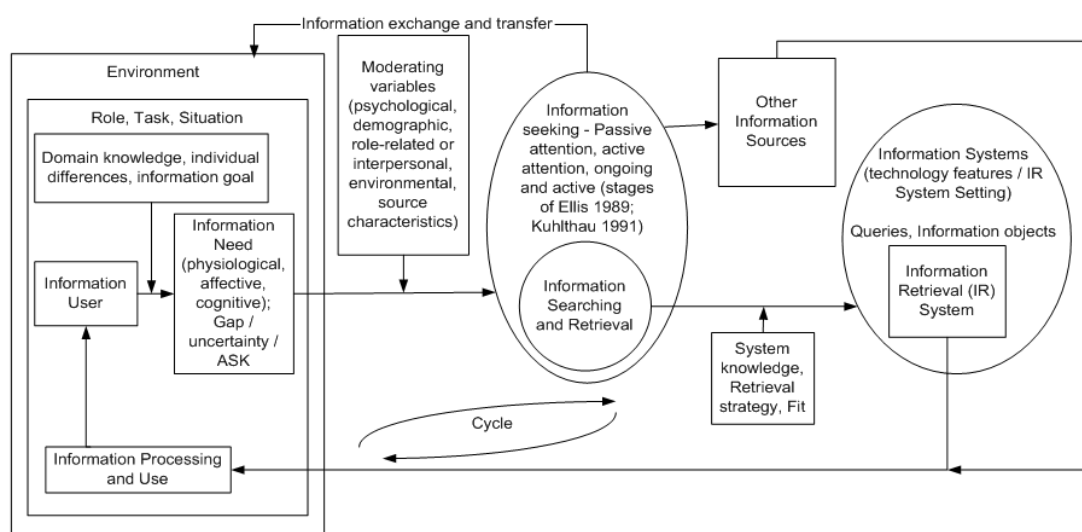 Information exchange and transfer
Environment
Role, Task, Situation
Domain knowledge, individual
differences, information goal
Information
User
Information
Need
(physiological,
affective,
cognitive);
Gap /
uncertainty /
ASK
Information Processing
and Use
Moderating
variables
(psychological,
demographic,
role-related or
interpersonal,
environmental,
source
characteristics)
Information
seeking - Passive
attention, active
attention, ongoing
and active (stages
of Ellis 1989;
Kuhlthau 1991)
Information
Searching
and Retrieval
Cycle
Other
Information
Sources
System
knowledge,
Retrieval
strategy, Fit
Information Systems
(technology features / IR
System Setting)
Queries, Information objects
Information
Retrieval (IR)
System